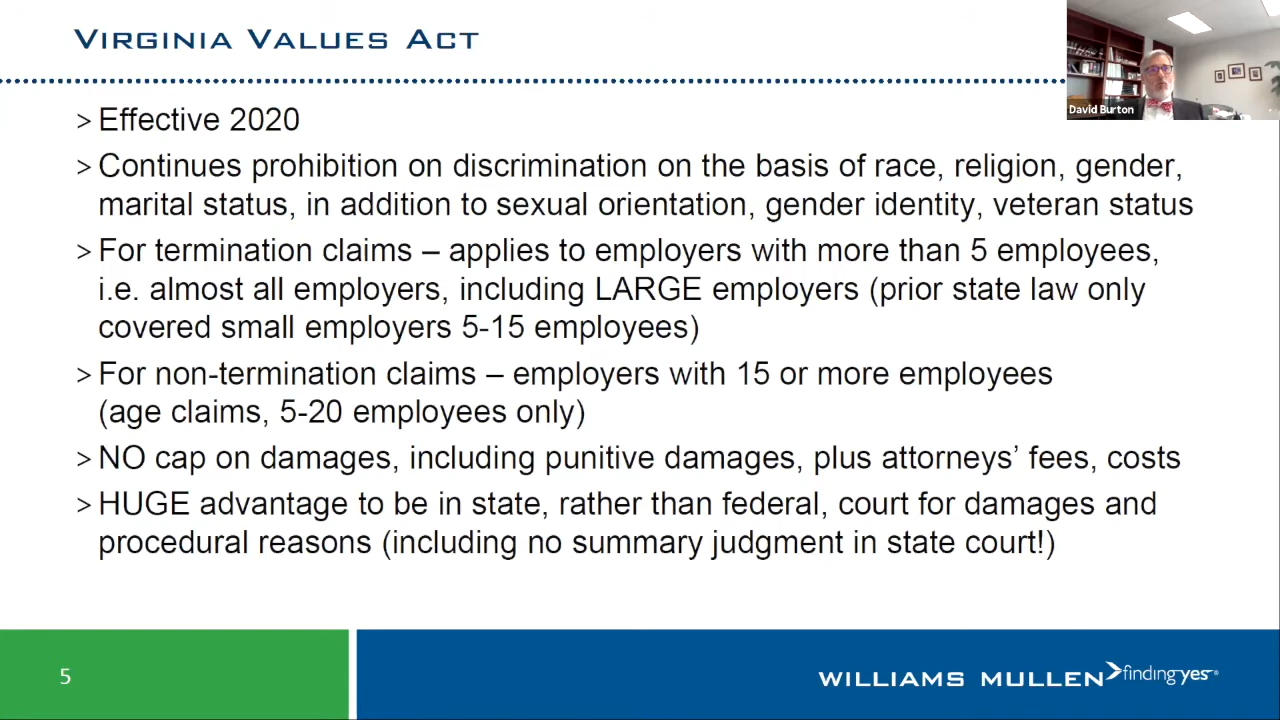 VIRGINIA VALUES ACT
David Burton
> Effective 2020
> Continues prohibition on discrimination on the basis of race, religion, gender,
marital status, in addition to sexual orientation, gender identity, veteran status
> For termination claims – applies to employers with more than 5 employees,
i.e. almost all employers, including LARGE employers (prior state law only
covered small employers 5-15 employees)
> For non-termination claims – employers with 15 or more employees
(age claims, 5-20 employees only)
> NO cap on damages, including punitive damages, plus attorneys’ fees, costs
> HUGE advantage to be in state, rather than federal, court for damages and
procedural reasons (including no summary judgment in state court!)
5
WILLIAMS MULLEN finding yes®